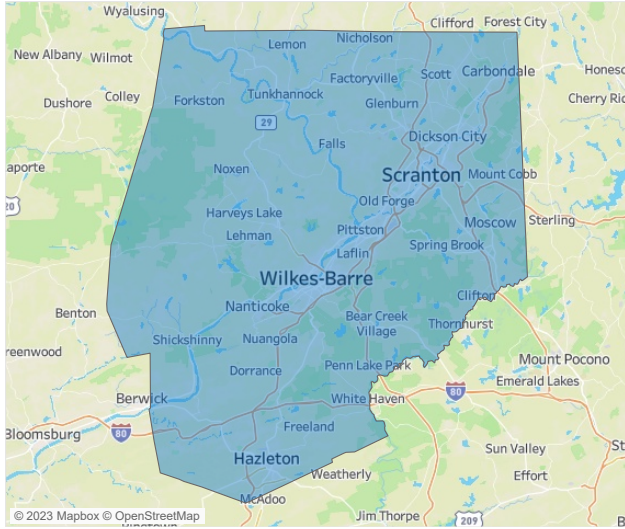 Wyalusing
Clifford
Forest City
Nicholson
Lemon
New Albany
Wilmot
Factoryville
Scott
Carbondale
Tunkhannock
Colley
Forkston
Dushore
Glenburn
29
Dickson City
Falls
Noxen
Scranton
Mount Cobb
aporte
Old Forge
20
Harveys Lake
Moscow
Sterling
Pittston
Lehman
Spring Brook
Laflin
Wilkes-Barre
Clifton
Nanticoke
Benton
Bear Creek
Village
Thornhurst
Shickshinny
Nuangola
reenwood
Mount Pocono
Penn Lake Park
Dorrance
Emerald Lakes
80
Berwick
White Haven
Freeland
Bloomsburg
80
Sun Valley
Hazleton
Weatherly
Effort
McAdoo
Jim Thorpe
209
© 2023 Mapbox © OpenStreetMap